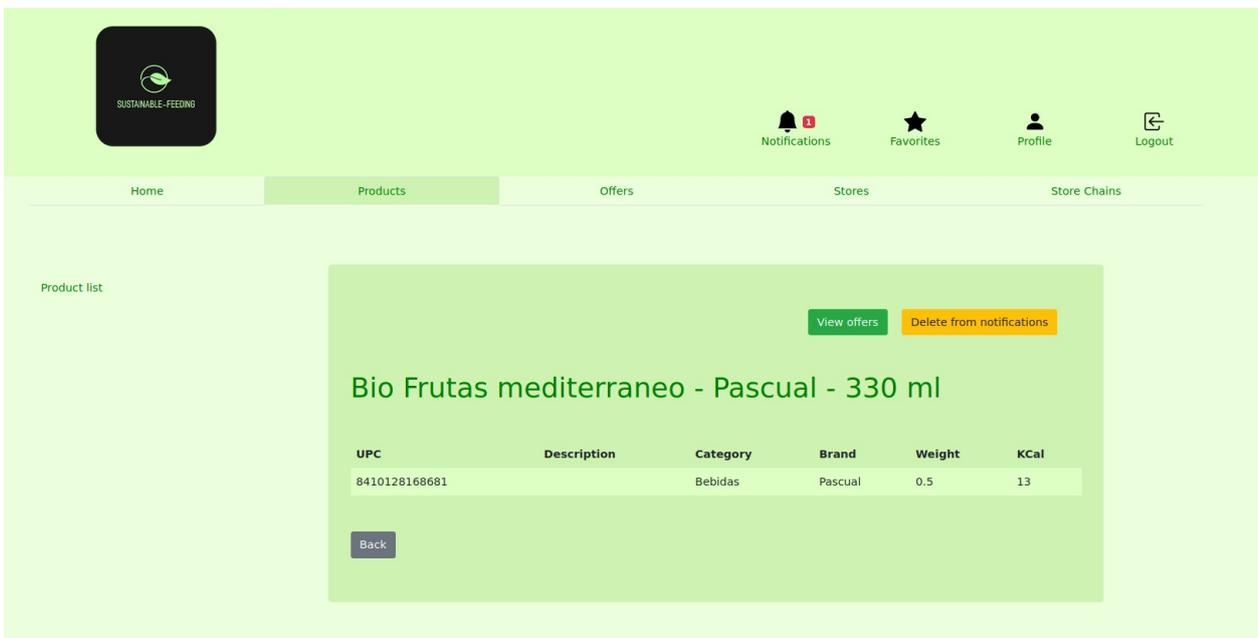 SUSTAINABLE-FEEDING
1
Notifications Favorites Profile Logout
Home Products Offers Stores Store Chains
Product list
View offers Delete from notifications
Bio Frutas mediterraneo - Pascual - 330 ml
UPC Description Category Brand Weight KCal
8410128168681 Bebidas Pascual 0.5 13
Back